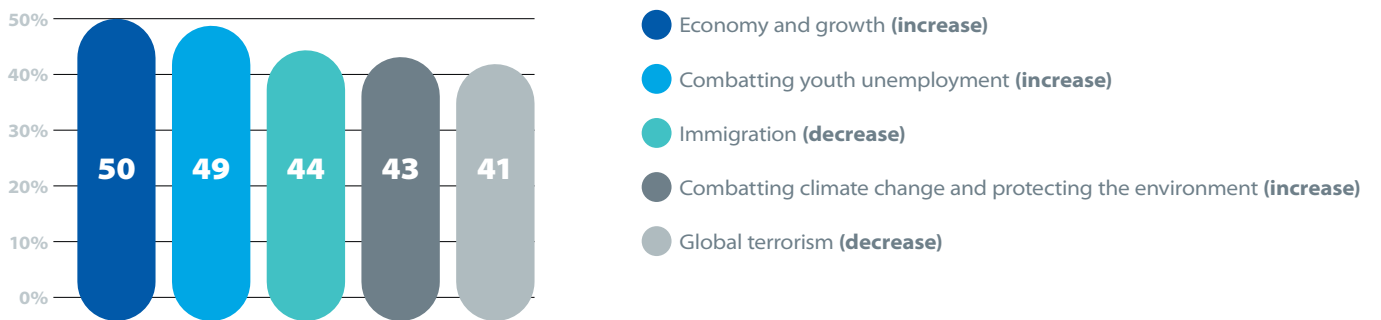 50%
40%
30%
20%
10%
0%
50
49
44
43
41
Economy and growth (increase)
Combatting youth unemployment (increase)
Immigration (decrease)
Combatting climate change and protecting the environment (increase)
Global terrorism (decrease)